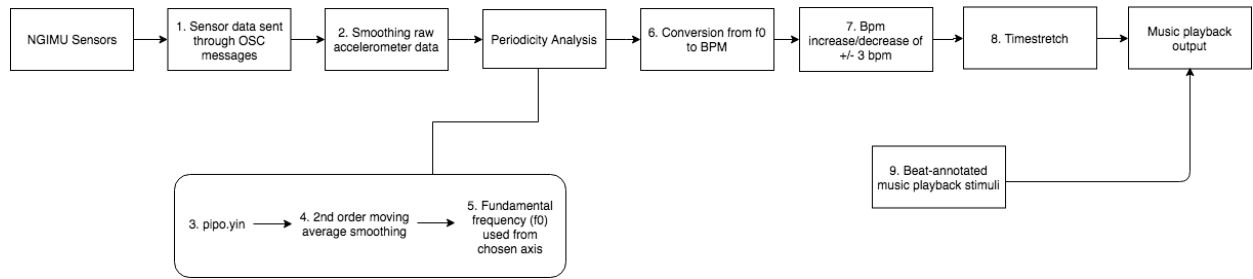 NGIMU Sensors
1. Sensor data sent
through OSC
messages
2. Smoothing raw
accelerometer data
Periodicity Analysis
6. Conversion from f0
to BPM
7. Bpm
increase/decrease of
+/- 3 bpm
8. Timestretch
Music playback
output
9. Beat-annotated
music playback stimuli
3. pipo.yin
4. 2nd order moving
average smoothing
5. Fundamental
frequency (f0)
used from
chosen axis